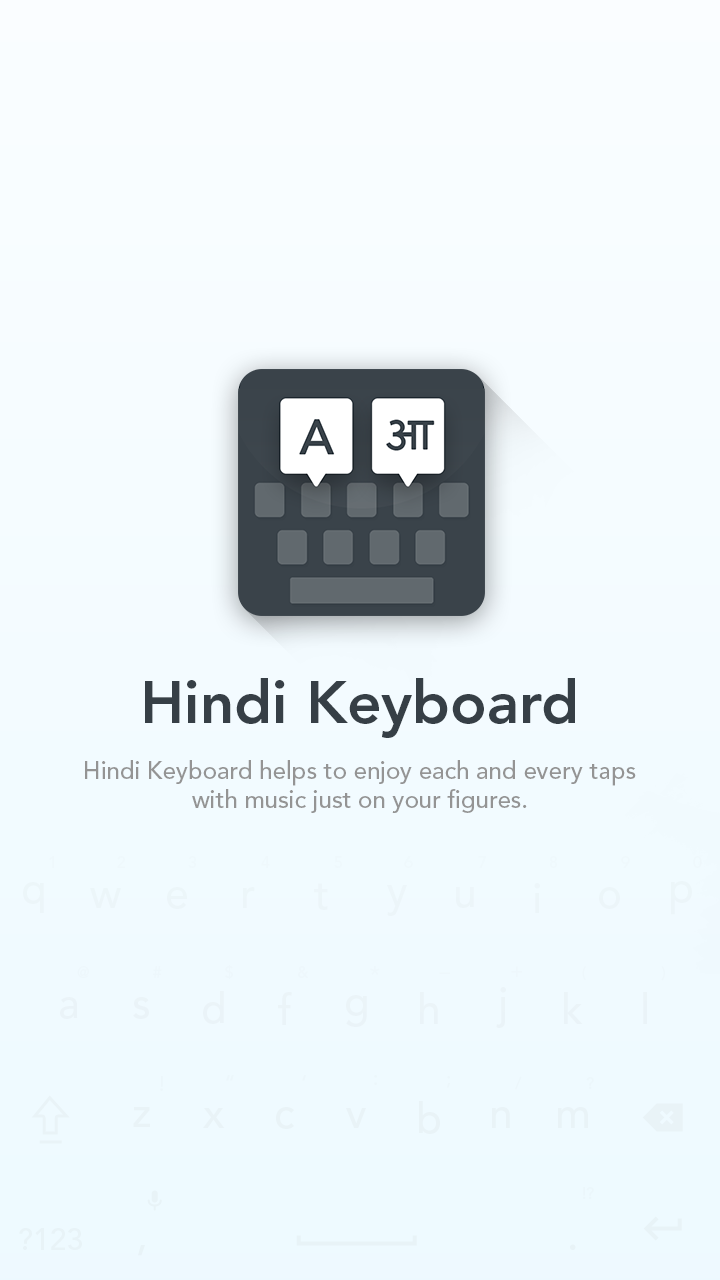 A आ
Hindi Keyboard
Hindi Keyboard helps to enjoy each and every taps
with music just on your figures.
q w e r t y u i o p
a s d f g h j k l
z x c v b n m
?123 , .